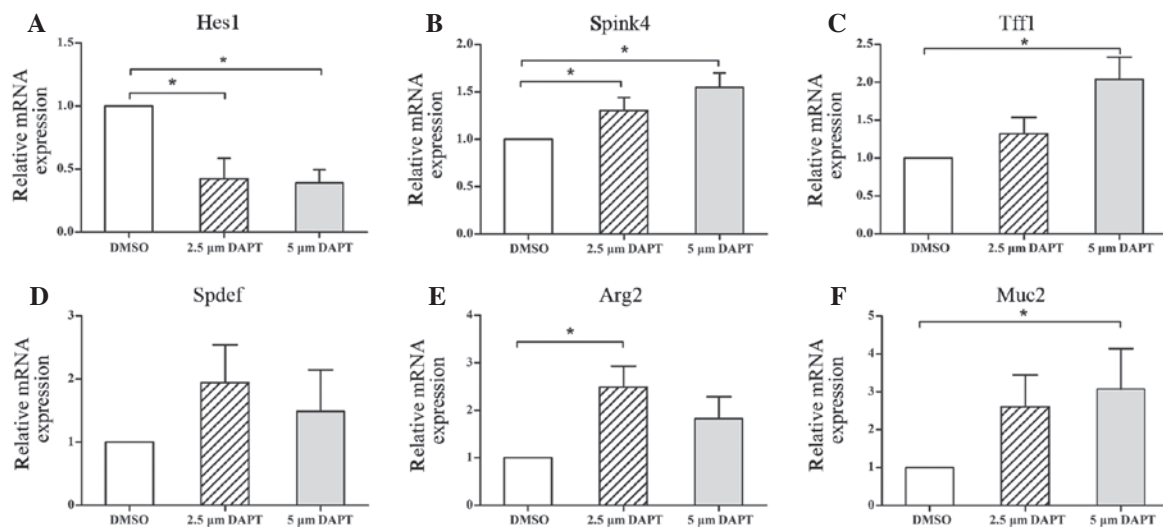 A
Hes1
Relative mRNA
expression
1.5
1.0
0.5
0.0
*
*
DMSO
2.5 μm DAPT
5 μm DAPT
B
Spink4
Relative mRNA
expression
2.0
1.5
1.0
0.5
0.0
*
*
DMSO
2.5 μm DAPT
5 μm DAPT
C
Tff1
Relative mRNA
expression
2.5
2.0
1.5
1.0
0.5
0.0
*
DMSO
2.5 μm DAPT
5 μm DAPT
D
Spdef
Relative mRNA
expression
3
2
1
0
DMSO
2.5 μm DAPT
5 μm DAPT
E
Arg2
Relative mRNA
expression
4
3
2
1
0
*
DMSO
2.5 μm DAPT
5 μm DAPT
F
Muc2
Relative mRNA
expression
5
4
3
2
1
0
*
DMSO
2.5 μm DAPT
5 μm DAPT